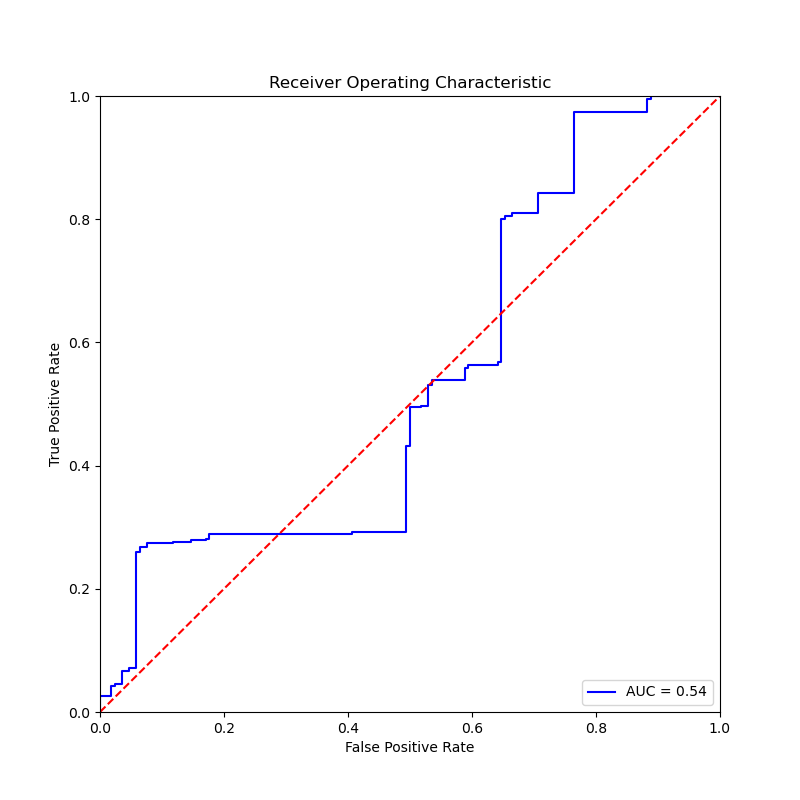 Receiver Operating Characteristic
1.0
0.8
0.6
0.4
0.2
0.0
True Positive Rate
AUC = 0.54
0.0 0.2 0.4 0.6 0.8 1.0
False Positive Rate